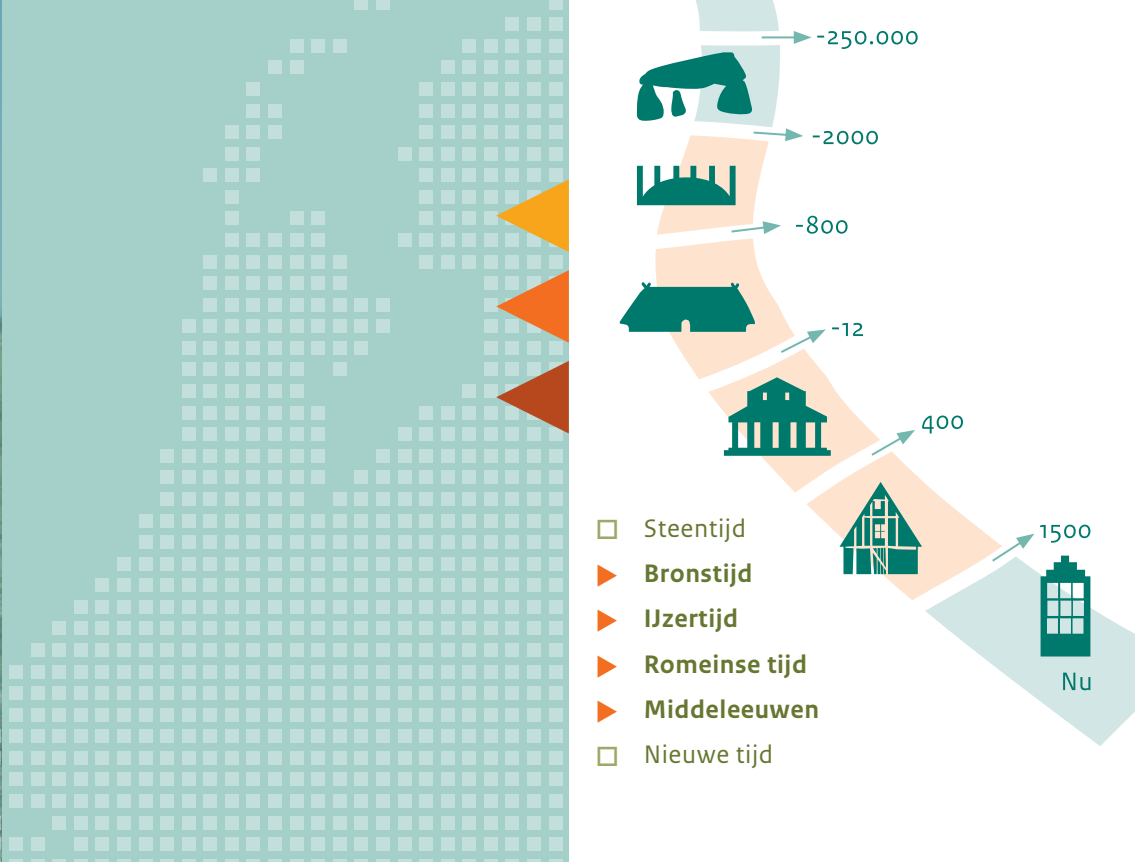 -250.000
-2000
-800
-12
400
1500
Nu
Steentijd
Bronstijd
IJzertijd
Romeinse tijd
Middeleeuwen
Nieuwe tijd